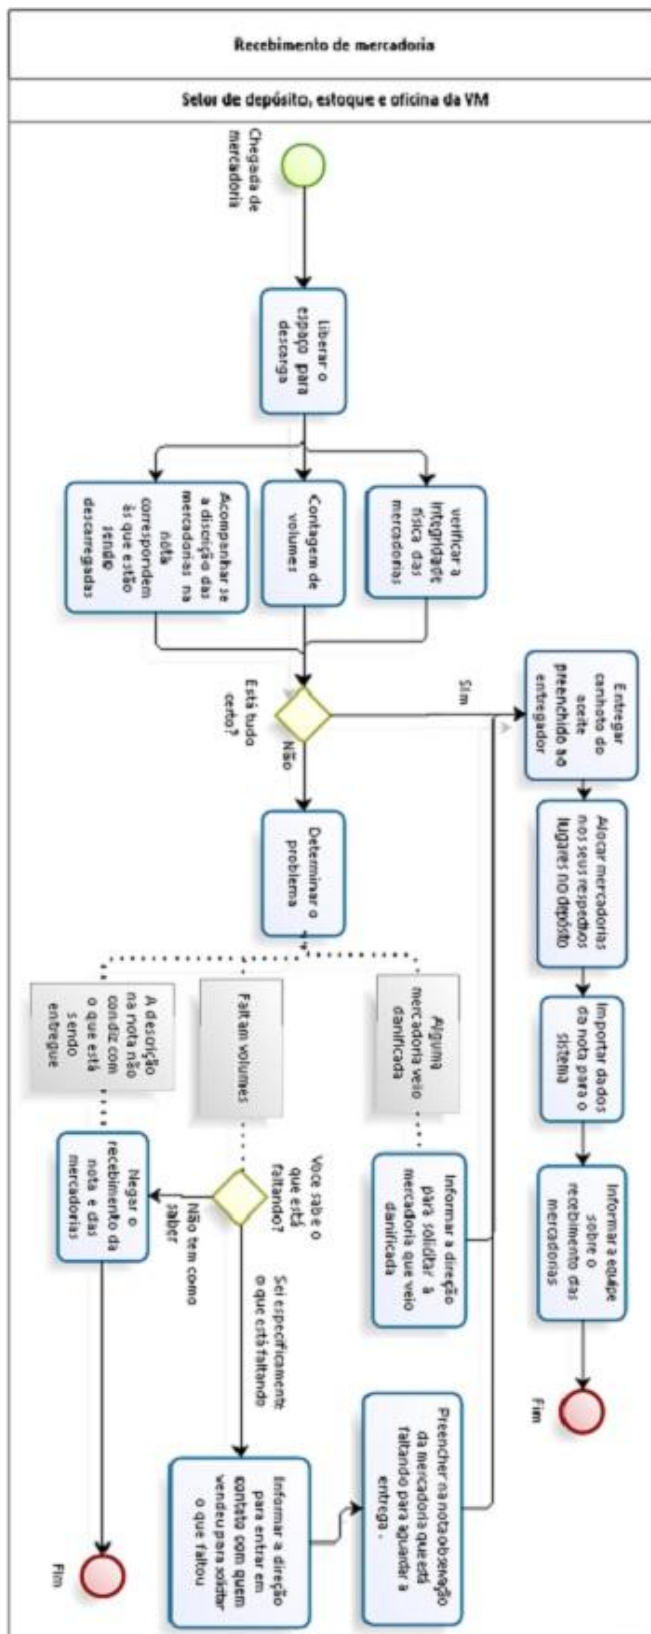 Recebimento de mercadoria
Setor de depósito, estoque e oficina da VM
Chegada de
mercadoria
Liberar o
espaço para
descarga
verificar a
integridade
física das
mercadorias
Contagem de
volumes
Acompanhar se
a discrição das
mercadorias na
nota
correspondem
às que estão
sendo
descarregadas
Está tudo
certo?
Sim
Não
Entregar
canhoto do
aceite
preenchido ao
entregador
Alocar mercadorias
nos seus respectivos
lugares no depósito
Importar dados
da nota para o
sistema
Informar a equipe
sobre o
recebimento das
mercadorias
Fim
Determinar o
problema
Alguma
mercadoria veio
danificada
Informar a direção
para solicitar a
mercadoria que veio
danificada
Faltam volumes
Voce sabe o
que está
faltando?
Não tem como
saber
Sei especificamente
o que está faltando
Informar a direção
para entrar em
contato com quem
vendeu para solicitar
o que faltou
Preencher na nota observação
da mercadoria que está
faltando para aguardar a
entrega .
A descrição
na nota não
condiz com
o que está
sendo
entregue
Negar o
recebimento da
nota e das
mercadorias
Fim